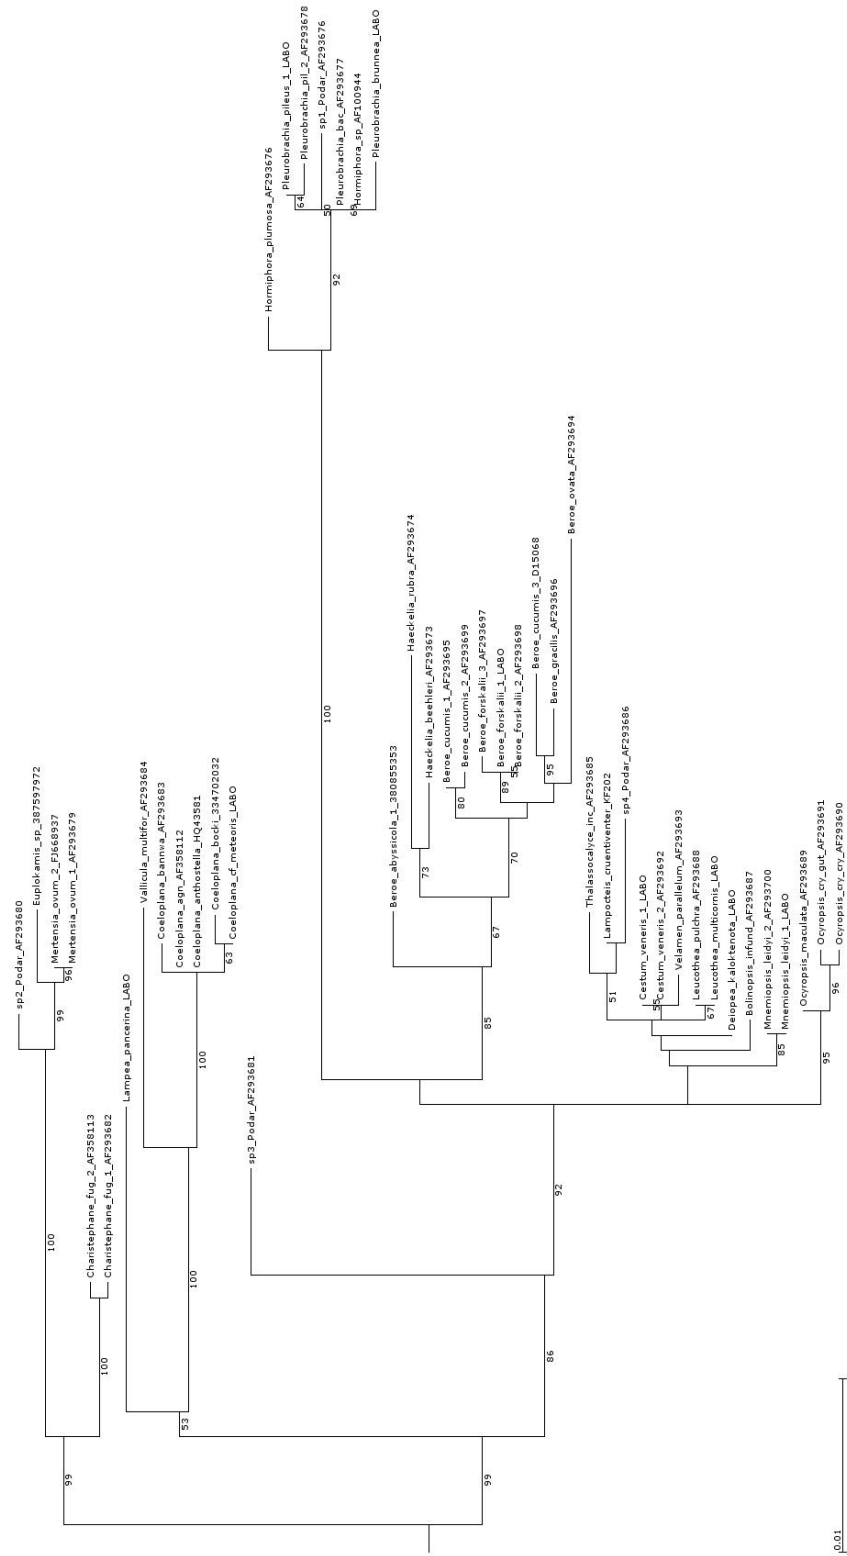 sp2_Podar_AF293680
Euplokamis_sp_387597972
Mertensia_ovum_2_FJ668937
Mertensia_ovum_1_AF293679
96
99
100
Charistephane_fug_2_AF358113
Charistephane_fug_1_AF293682
100
99
Lampea_pancerina_LABO
Vallicula_multifor_AF293684
Coeloplana_bannwa_AF293683
Coeloplana_agn_AF358112
Coeloplana_anthostella_HQ43581
Coeloplana_bocki_334702032
Coeloplana_cf_meteoris_LABO
63
100
100
53
sp3_Podar_AF293681
Hormiphora_plumosa_AF293676
Pleurobrachia_pileus_1_LABO
Pleurobrachia_pil_2_AF293678
64
sp1_Podar_AF293676
50
Pleurobrachia_bac_AF293677
Hormiphora_sp_AF100944
69
Pleurobrachia_brunnea_LABO
92
100
Beroe_abyssicola_1_380855353
Haeckelia_rubra_AF293674
Haeckelia_beehleri_AF293673
73
Beroe_cucumis_1_AF293695
Beroe_cucumis_2_AF293699
80
Beroe_forskalii_3_AF293697
Beroe_forskalii_1_LABO
Beroe_forskalii_2_AF293698
55
89
Beroe_cucumis_3_D15068
Beroe_gracilis_AF293696
95
Beroe_ovata_AF293694
70
67
85
Thalassocalyce_inc_AF293685
Lampocteis_cruentiventer_KF202
sp4_Podar_AF293686
51
Cestum_veneris_1_LABO
Cestum_veneris_2_AF293692
55
Velamen_parallelum_AF293693
Leucothea_pulchra_AF293688
Leucothea_multicornis_LABO
67
Deiopea_kaloktenota_LABO
Bolinopsis_infund_AF293687
Mnemiopsis_leidyi_2_AF293700
Mnemiopsis_leidyi_1_LABO
85
Ocyropsis_maculata_AF293689
Ocyropsis_cry_gut_AF293691
Ocyropsis_cry_cry_AF293690
96
95
92
86
99
0.01